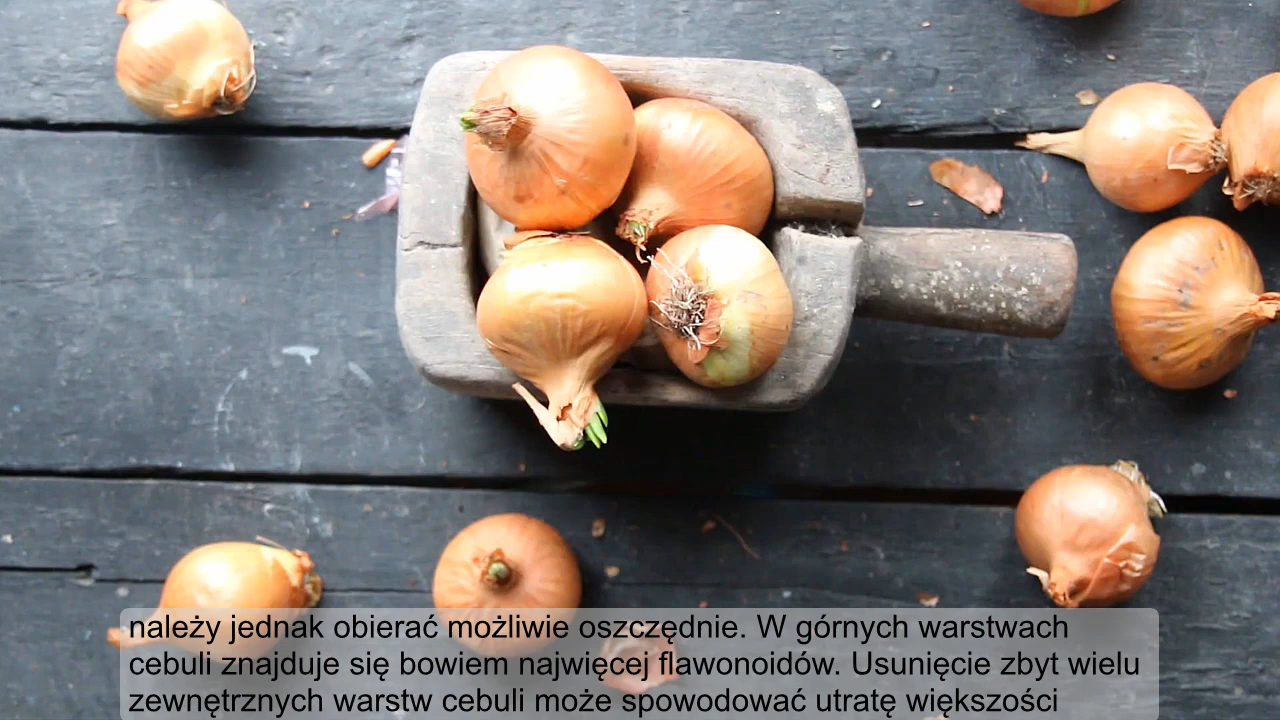 należy jednak obierać możliwie oszczędnie. W górnych warstwach
cebuli znajduje się bowiem najwięcej flawonoidów. Usunięcie zbyt wielu
zewnętrznych warstw cebuli może spowodować utratę większości